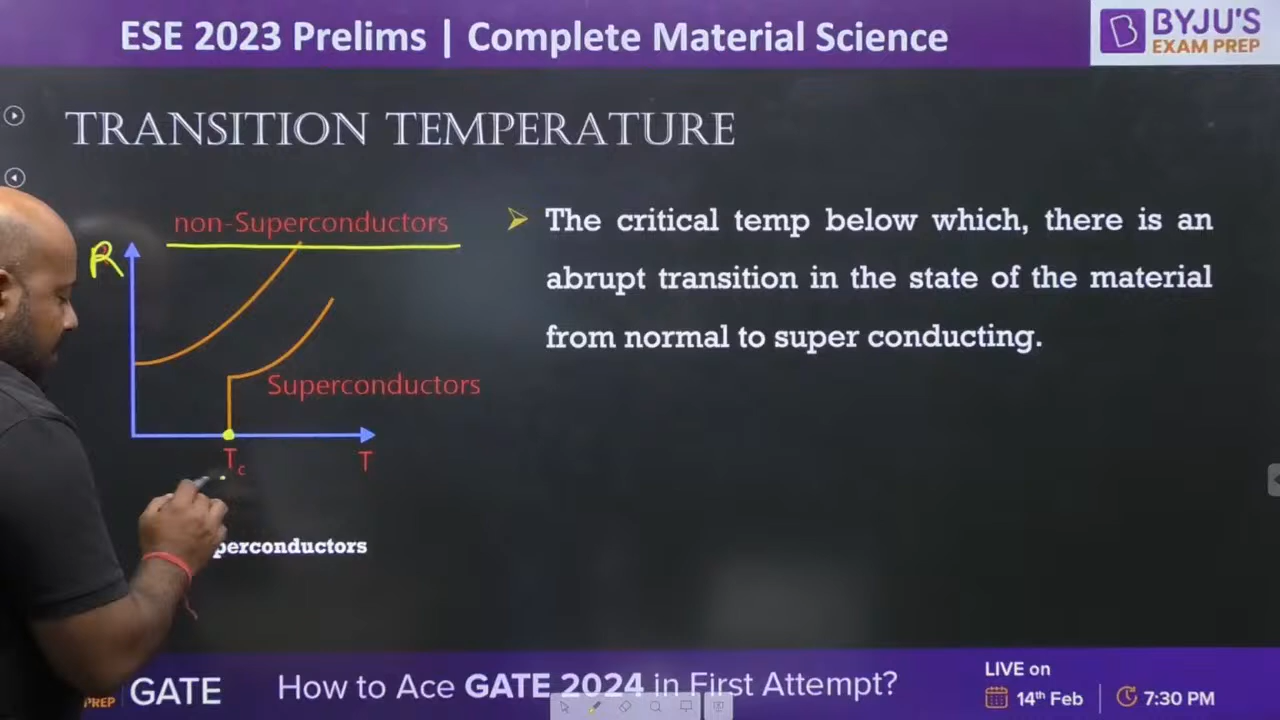 ESE 2023 Prelims | Complete Material Science
BYJU'S
EXAM PREP
TRANSITION TEMPERATURE
non-Superconductors
R
Superconductors
Tc
T
perconductors
The critical temp below which, there is an
abrupt transition in the state of the material
from normal to super conducting.
PREP
GATE
How to Ace GATE 2024 in First Attempt?
LIVE on
14th Feb
7:30 PM